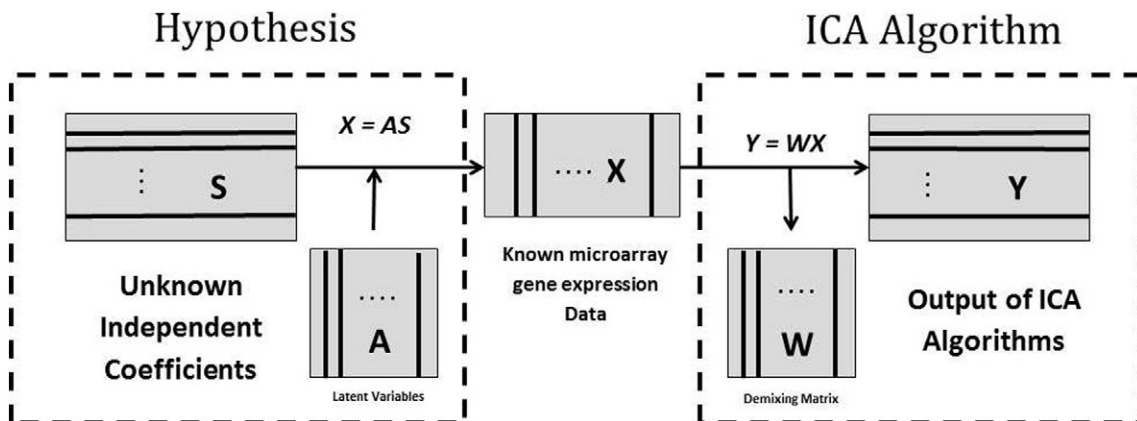 Hypothesis
ICA Algorithm
X = AS
S
A
....
Latent Variables
Unknown
Independent
Coefficients
.... X
Known microarray
gene expression
Data
Y = WX
....
W
Demixing Matrix
Y
Output of ICA
Algorithms